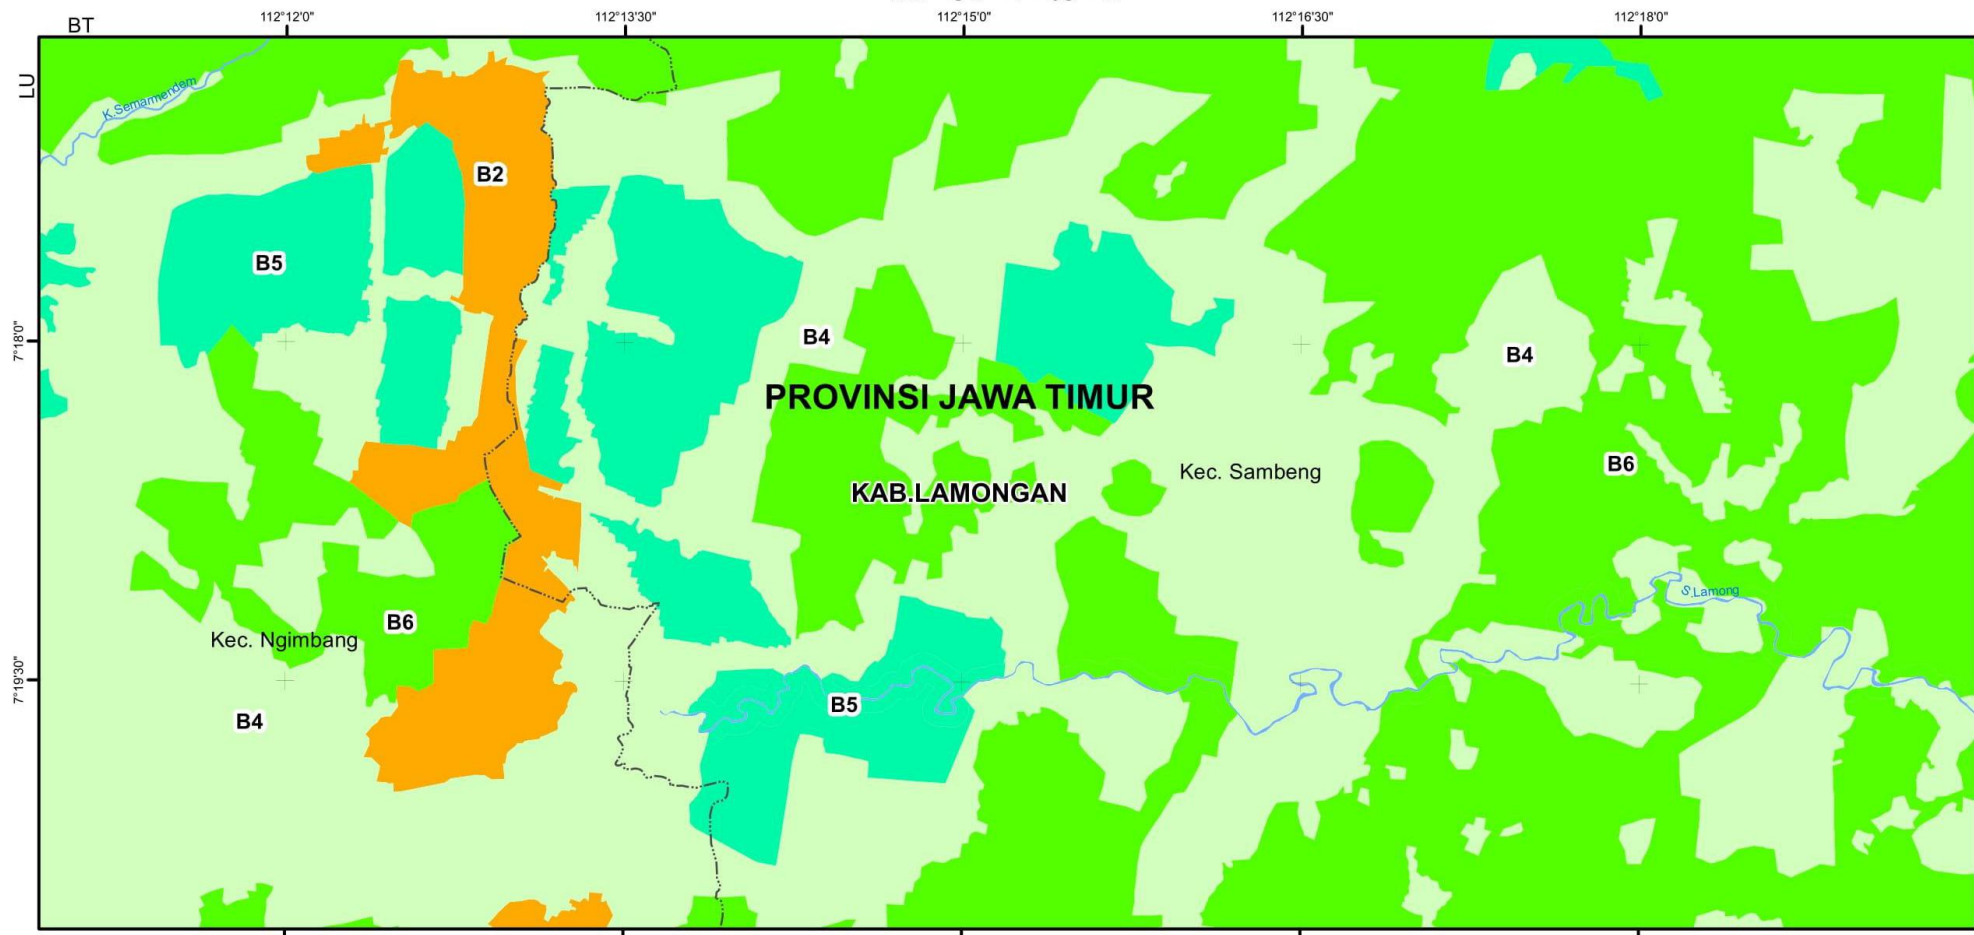 BT
112°12'0"
112°13'30"
112°15'0"
112°16'30"
112°18'0"
LU
K.Semarmendem
B2
B5
7°18'0"
B4
B4
PROVINSI JAWA TIMUR
B6
Kec. Sambeng
KAB.LAMONGAN
S.Lamong
B6
Kec. Ngimbang
7°19'30"
B5
B4